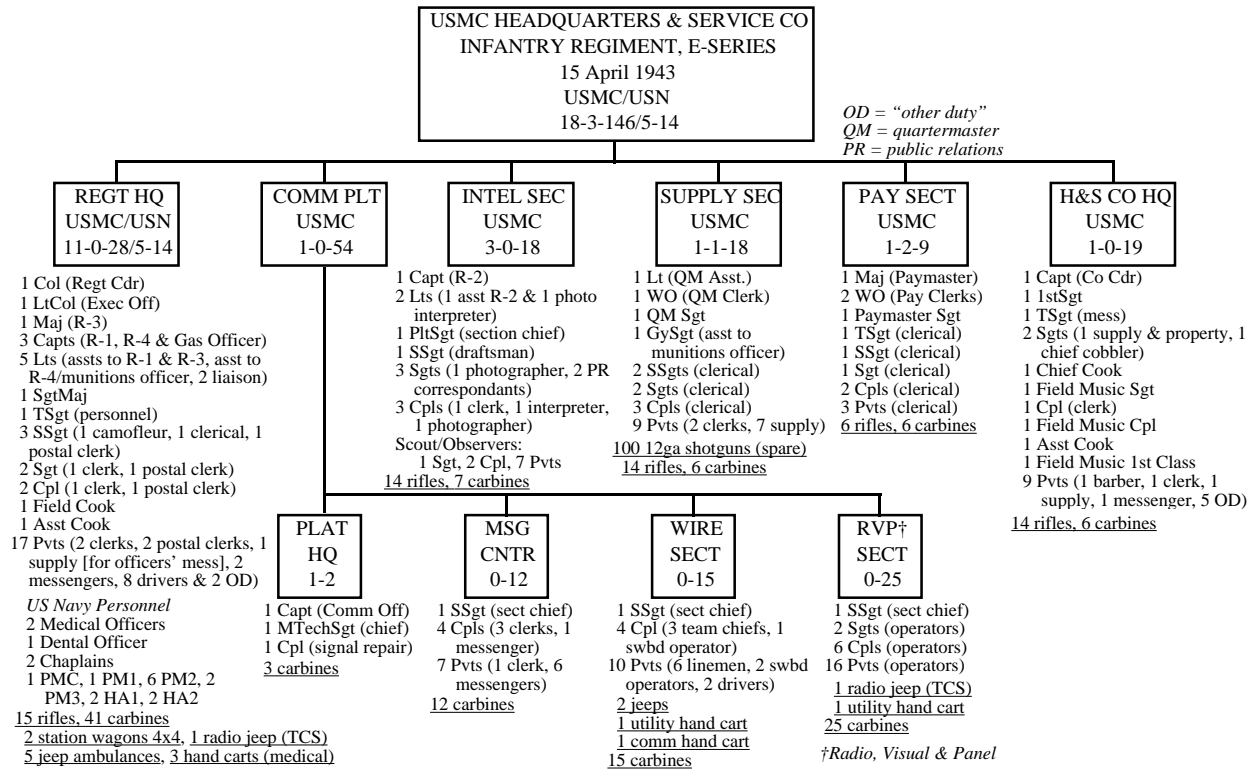 USMC HEADQUARTERS & SERVICE CO
INFANTRY REGIMENT, E-SERIES
15 April 1943
USMC/USN
18-3-146/5-14
OD = “other duty”
QM = quartermaster
PR = public relations
REGT HQ
USMC/USN
11-0-28/5-14
1 Col (Regt Cdr)
1 LtCol (Exec Off)
1 Maj (R-3)
3 Capts (R-1, R-4 & Gas Officer)
5 Lts (assts to R-1 & R-3, asst to
R-4/munitions officer, 2 liaison)
1 SgtMaj
1 TSgt (personnel)
3 SSgt (1 camofleur, 1 clerical, 1
postal clerk)
2 Sgt (1 clerk, 1 postal clerk)
2 Cpl (1 clerk, 1 postal clerk)
1 Field Cook
1 Asst Cook
17 Pvts (2 clerks, 2 postal clerks, 1
supply [for officers’ mess], 2
messengers, 8 drivers & 2 OD)
US Navy Personnel
2 Medical Officers
1 Dental Officer
2 Chaplains
1 PMC, 1 PM1, 6 PM2, 2
PM3, 2 HA1, 2 HA2
15 rifles, 41 carbines
2 station wagons 4x4, 1 radio jeep (TCS)
5 jeep ambulances, 3 hand carts (medical)
COMM PLT
USMC
1-0-54
INTEL SEC
USMC
3-0-18
1 Capt (R-2)
2 Lts (1 asst R-2 & 1 photo
interpreter)
1 PltSgt (section chief)
1 SSgt (draftsman)
3 Sgts (1 photographer, 2 PR
correspondants)
3 Cpls (1 clerk, 1 interpreter,
1 photographer)
Scout/Observers:
1 Sgt, 2 Cpl, 7 Pvts
14 rifles, 7 carbines
SUPPLY SEC
USMC
1-1-18
1 Lt (QM Asst.)
1 WO (QM Clerk)
1 QM Sgt
1 GySgt (asst to
munitions officer)
2 SSgts (clerical)
2 Sgts (clerical)
3 Cpls (clerical)
9 Pvts (2 clerks, 7 supply)
100 12ga shotguns (spare)
14 rifles, 6 carbines
PAY SECT
USMC
1-2-9
1 Maj (Paymaster)
2 WO (Pay Clerks)
1 Paymaster Sgt
1 TSgt (clerical)
1 SSgt (clerical)
1 Sgt (clerical)
2 Cpls (clerical)
3 Pvts (clerical)
6 rifles, 6 carbines
H&S CO HQ
USMC
1-0-19
1 Capt (Co Cdr)
1 1stSgt
1 TSgt (mess)
2 Sgts (1 supply & property, 1
chief cobbler)
1 Chief Cook
1 Field Music Sgt
1 Cpl (clerk)
1 Field Music Cpl
1 Asst Cook
1 Field Music 1st Class
9 Pvts (1 barber, 1 clerk, 1
supply, 1 messenger, 5 OD)
14 rifles, 6 carbines
PLAT
HQ
1-2
1 Capt (Comm Off)
1 MTechSgt (chief)
1 Cpl (signal repair)
3 carbines
MSG
CNTR
0-12
1 SSgt (sect chief)
4 Cpls (3 clerks, 1
messenger)
7 Pvts (1 clerk, 6
messengers)
12 carbines
WIRE
SECT
0-15
1 SSgt (sect chief)
4 Cpl (3 team chiefs, 1
swbd operator)
10 Pvts (6 linemen, 2 swbd
operators, 2 drivers)
2 jeeps
1 utility hand cart
1 comm hand cart
15 carbines
RVP†
SECT
0-25
1 SSgt (sect chief)
2 Sgts (operators)
6 Cpls (operators)
16 Pvts (operators)
1 radio jeep (TCS)
1 utility hand cart
25 carbines
†Radio, Visual & Panel